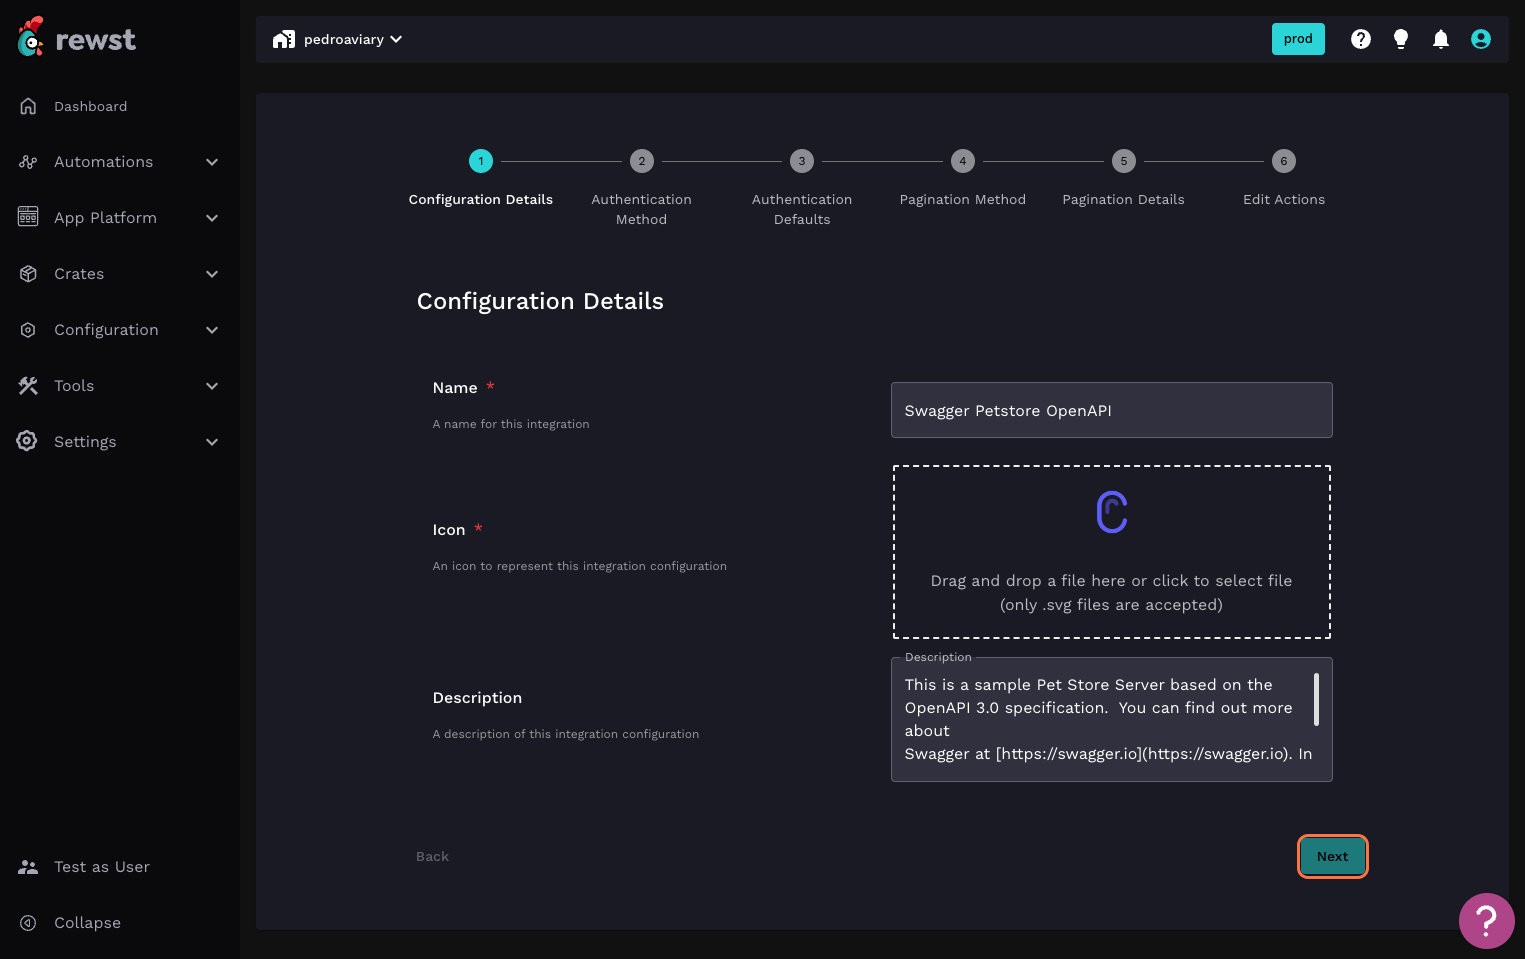 rewst
pedroaviary
prod
Dashboard
Automations
App Platform
Crates
Configuration
Tools
Settings
Test as User
Collapse
1
2
3
4
5
6
Configuration Details
Authentication
Method
Authentication
Defaults
Pagination Method
Pagination Details
Edit Actions
Configuration Details
Name *
A name for this integration
Swagger Petstore OpenAPI
Icon *
An icon to represent this integration configuration
Drag and drop a file here or click to select file
(only .svg files are accepted)
Description
A description of this integration configuration
Description
This is a sample Pet Store Server based on the
OpenAPI 3.0 specification.  You can find out more
about
Swagger at [https://swagger.io](https://swagger.io). In
Back
Next
?